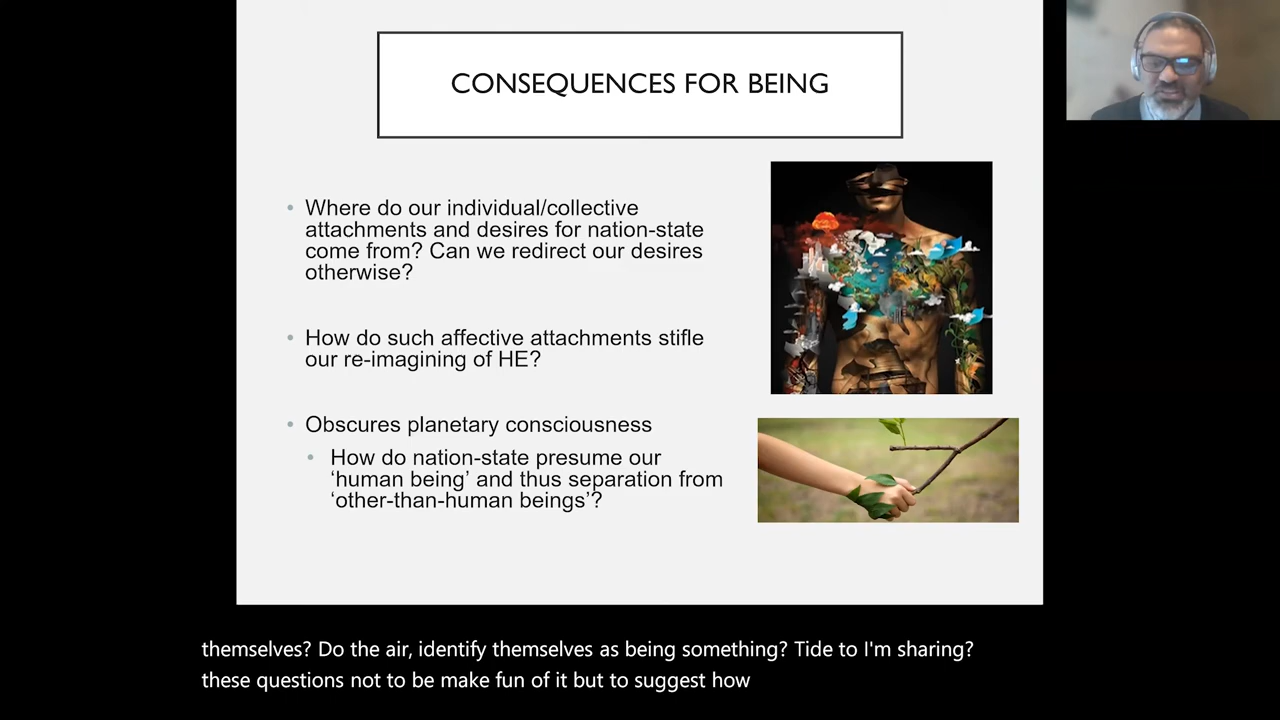 CONSEQUENCES FOR BEING
• Where do our individual/collective
attachments and desires for nation-state
come from? Can we redirect our desires
otherwise?
• How do such affective attachments stifle
our re-imagining of HE?
• Obscures planetary consciousness
• How do nation-state presume our
‘human being’ and thus separation from
‘other-than-human beings’?
themselves? Do the air, identify themselves as being something? Tide to I'm sharing?
these questions not to be make fun of it but to suggest how